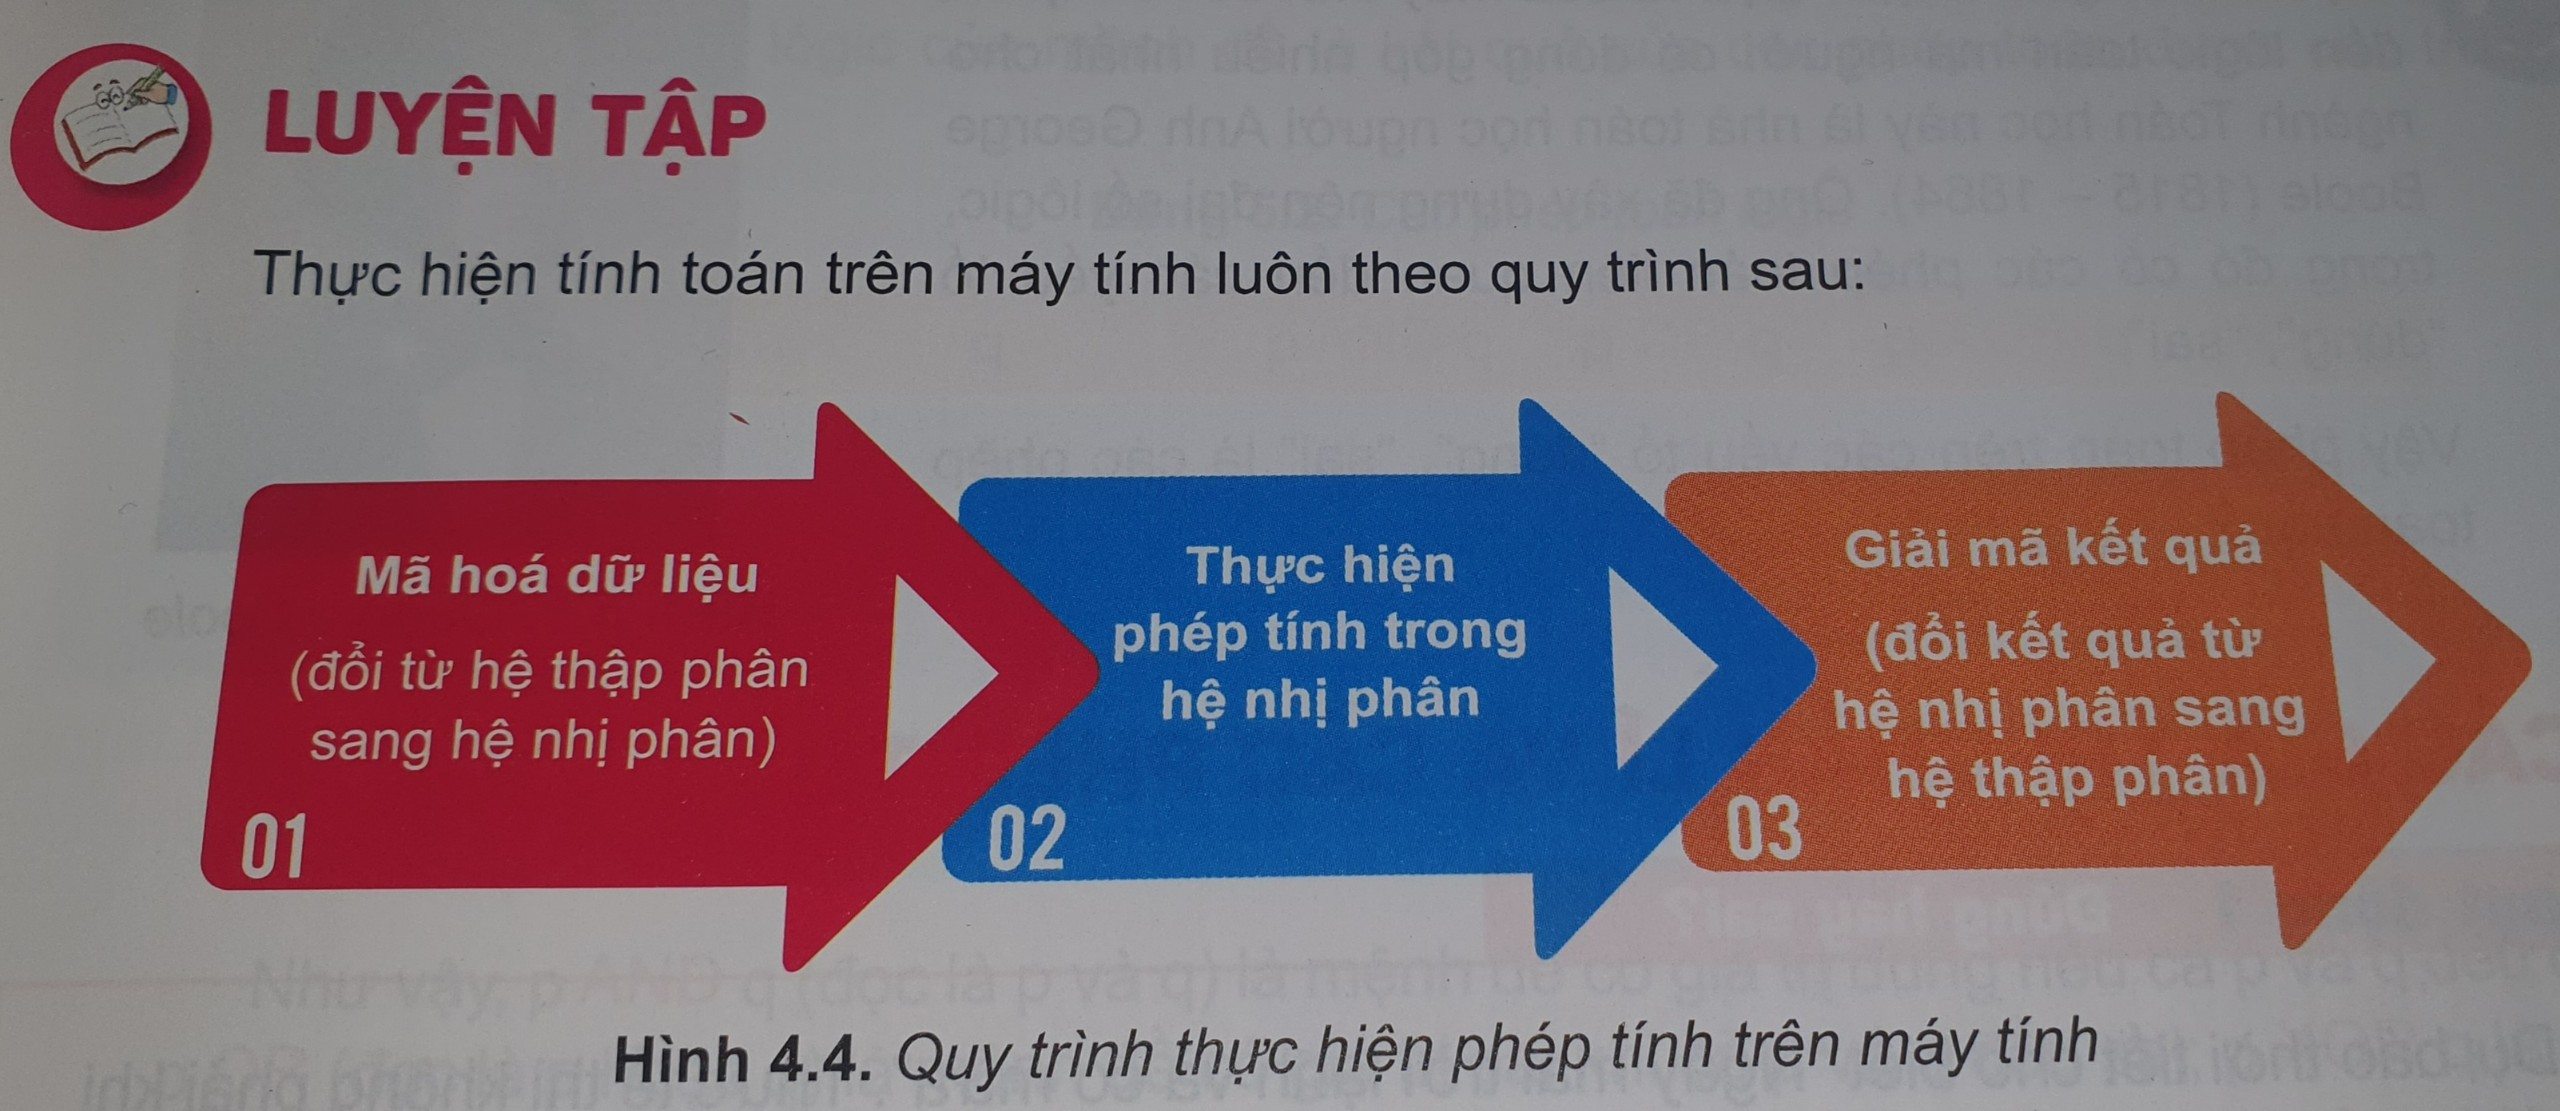 LUYỆN TẬP
Thực hiện tính toán trên máy tính luôn theo quy trình sau:
Mã hoá dữ liệu
(đổi từ hệ thập phân
sang hệ nhị phân)
01
Thực hiện
phép tính trong
hệ nhị phân
02
Giải mã kết quả
(đổi kết quả từ
hệ nhị phân sang
hệ thập phân)
03
Hình 4.4. Quy trình thực hiện phép tính trên máy tính